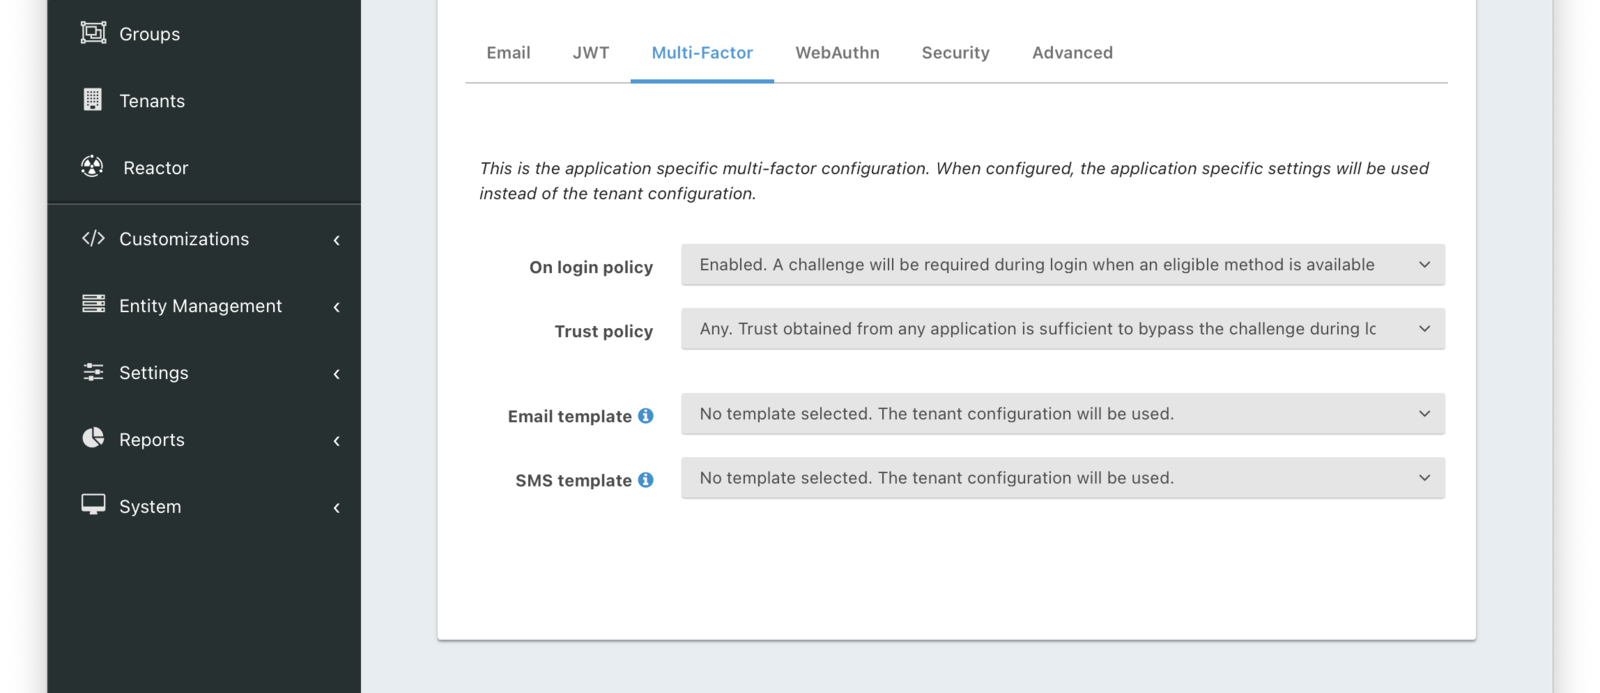 Groups
Tenants
Reactor
Customizations
Entity Management
Settings
Reports
System
Email JWT Multi-Factor WebAuthn Security Advanced
This is the application specific multi-factor configuration. When configured, the application specific settings will be used
instead of the tenant configuration.
On login policy Enabled. A challenge will be required during login when an eligible method is available
Trust policy Any. Trust obtained from any application is sufficient to bypass the challenge during
Email template No template selected. The tenant configuration will be used.
SMS template No template selected. The tenant configuration will be used.